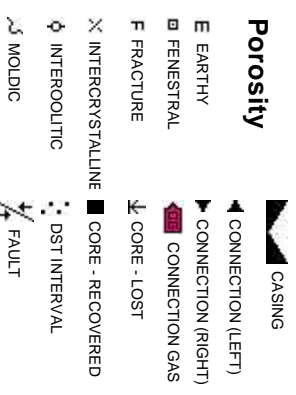 Porosity
E EARTHY
FENESTRAL
F FRACTURE
INTERCRYSTALLINE
INTEROOLITIC
MOLDIC
CASING
CONNECTION (LEFT)
CONNECTION (RIGHT)
CONNECTION GAS
CORE - LOST
CORE - RECOVERED
DST INTERVAL
FAULT